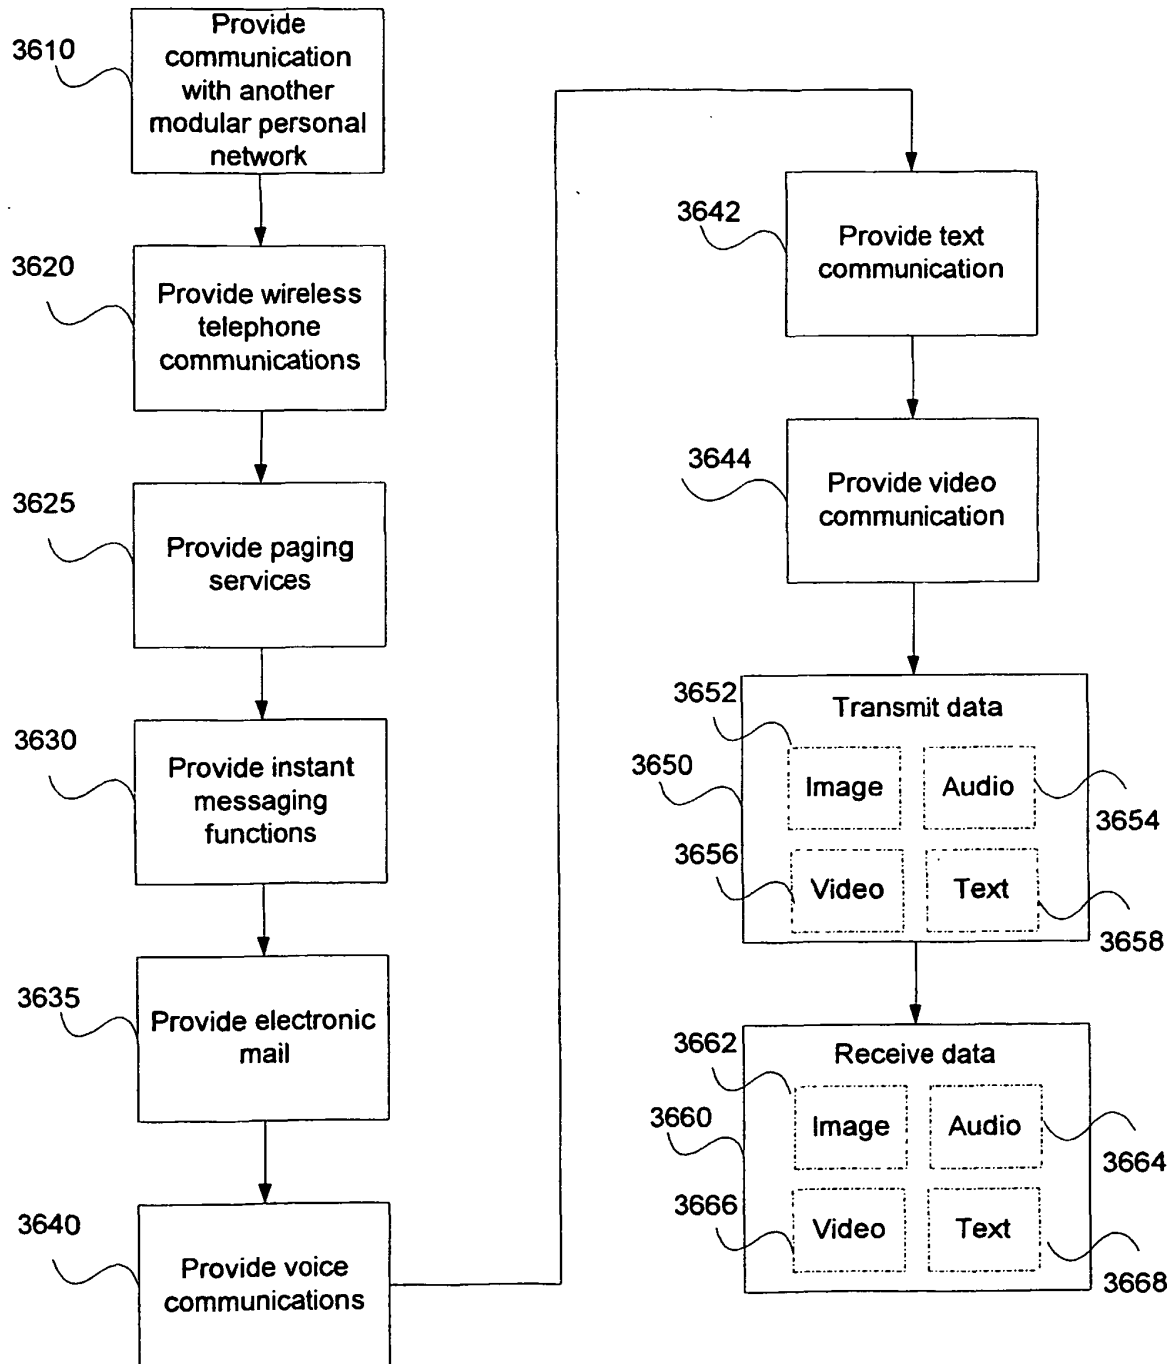 3610
Provide
communication
with another
modular personal
network
3620
Provide wireless
telephone
communications
3625
Provide paging
services
3630
Provide instant
messaging
functions
3635
Provide electronic
mail
3640
Provide voice
communications
3642
Provide text
communication
3644
Provide video
communication
3650
Transmit data
3652
Image
Audio
3654
3656
Video
Text
3658
3660
Receive data
3662
Image
Audio
3664
3666
Video
Text
3668